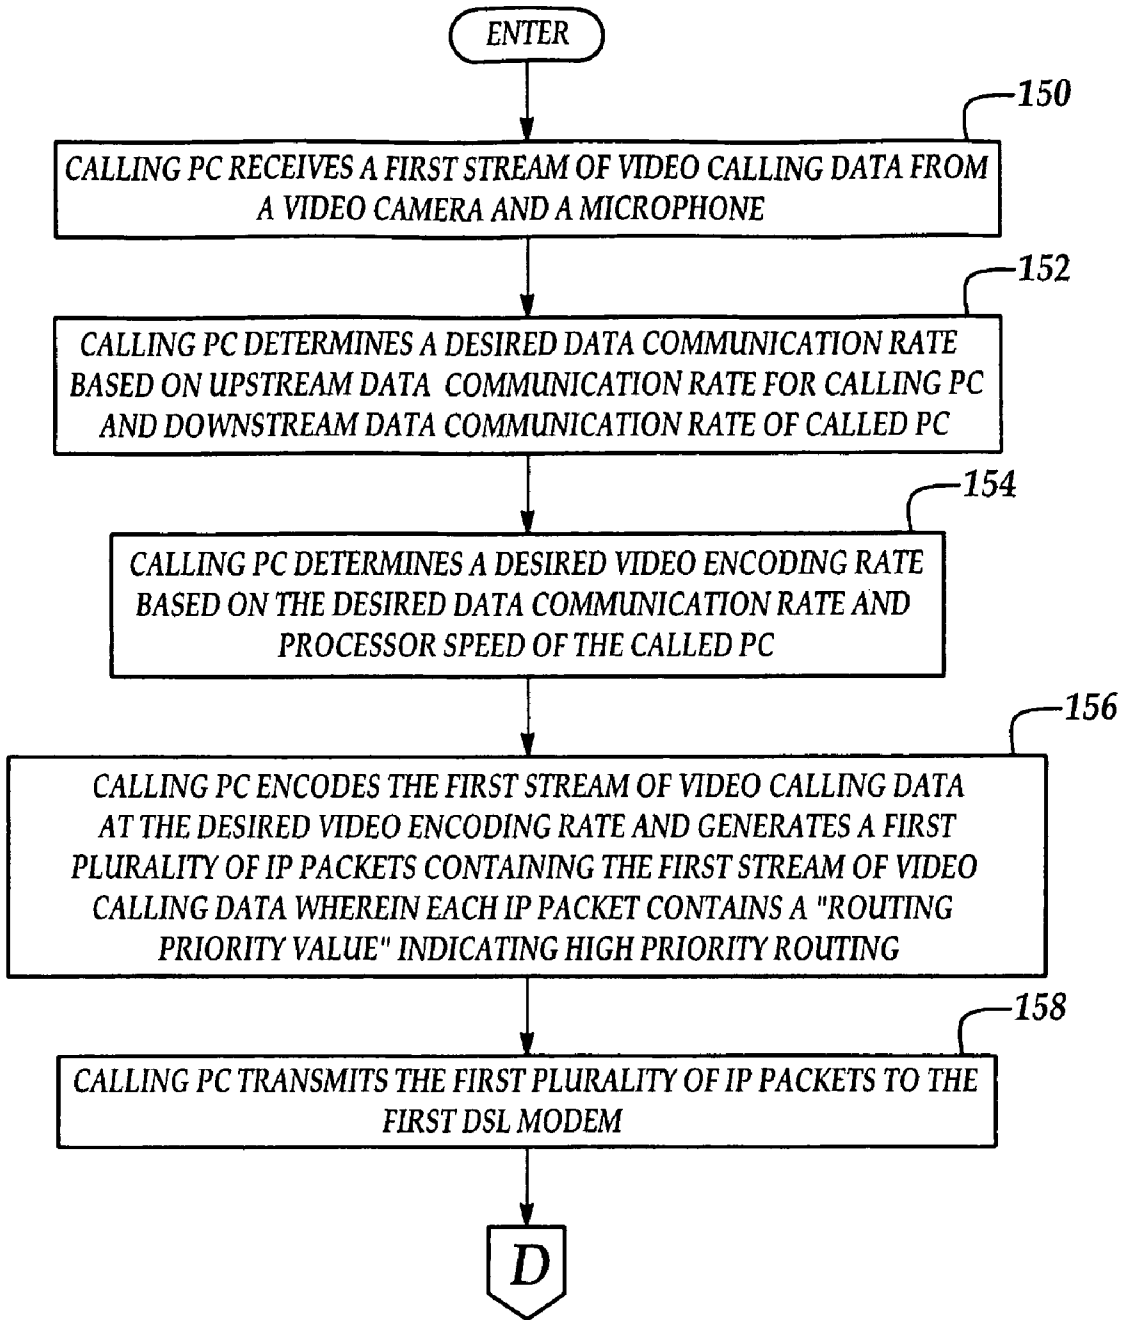 ENTER
150
CALLING PC RECEIVES A FIRST STREAM OF VIDEO CALLING DATA FROM
A VIDEO CAMERA AND A MICROPHONE
152
CALLING PC DETERMINES A DESIRED DATA COMMUNICATION RATE
BASED ON UPSTREAM DATA COMMUNICATION RATE FOR CALLING PC
AND DOWNSTREAM DATA COMMUNICATION RATE OF CALLED PC
154
CALLING PC DETERMINES A DESIRED VIDEO ENCODING RATE
BASED ON THE DESIRED DATA COMMUNICATION RATE AND
PROCESSOR SPEED OF THE CALLED PC
156
CALLING PC ENCODES THE FIRST STREAM OF VIDEO CALLING DATA
AT THE DESIRED VIDEO ENCODING RATE AND GENERATES A FIRST
PLURALITY OF IP PACKETS CONTAINING THE FIRST STREAM OF VIDEO
CALLING DATA WHEREIN EACH IP PACKET CONTAINS A "ROUTING
PRIORITY VALUE" INDICATING HIGH PRIORITY ROUTING
158
CALLING PC TRANSMITS THE FIRST PLURALITY OF IP PACKETS TO THE
FIRST DSL MODEM
D